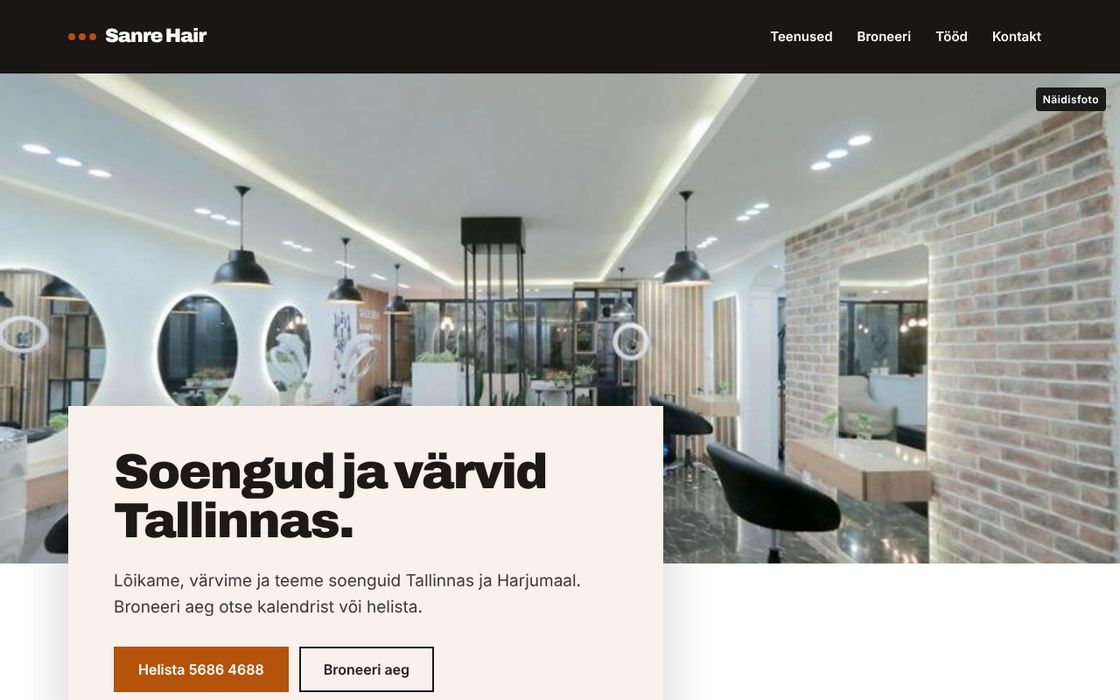 Sanre Hair
Teenused
Broneeri
Tööd
Kontakt
Näidisfoto
Soengud ja värvid
Tallinnas.
Lõikame, värvime ja teeme soenguid Tallinnas ja Harjumaal.
Broneeri aeg otse kalendrist või helista.
Helista 5686 4688
Broneeri aeg